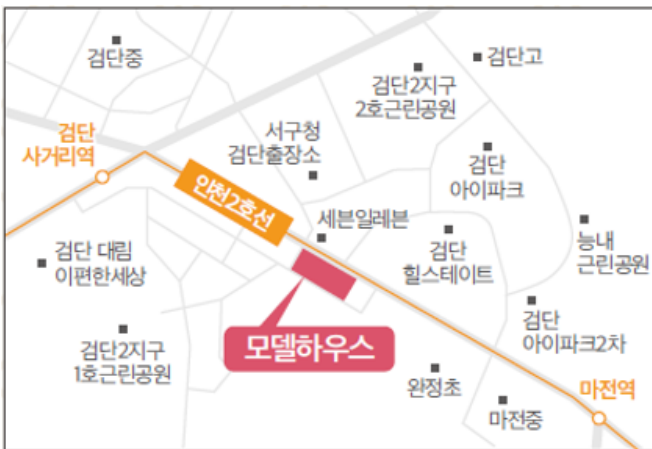 검단중
검단고
검단2지구
2호근린공원
검단
사거리역
서구청
검단출장소
검단
아이파크
인천2호선
세븐일레븐
검단
힐스테이트
능내
근린공원
검단 대림
이편한세상
검단
아이파크2차
모델하우스
검단2지구
1호근린공원
완정초
마전역
마전중